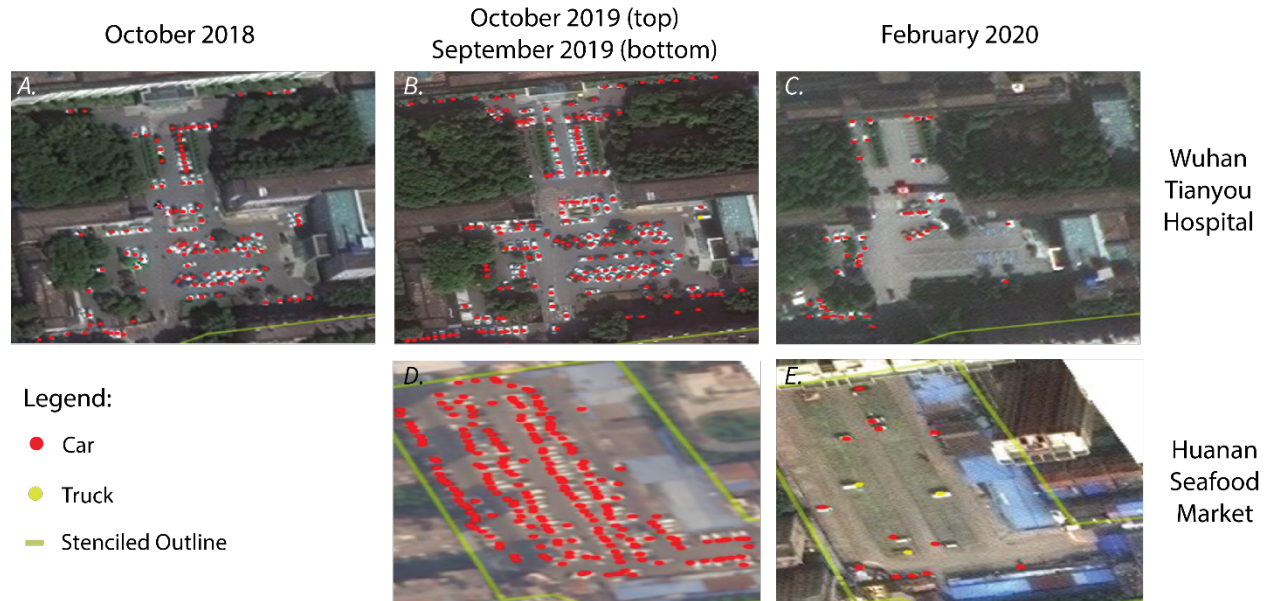 October 2018
October 2019 (top)
September 2019 (bottom)
February 2020
A.
B.
C.
Wuhan
Tianyou
Hospital
D.
E.
Legend:
Car
Truck
Stenciled Outline
Huanan
Seafood
Market